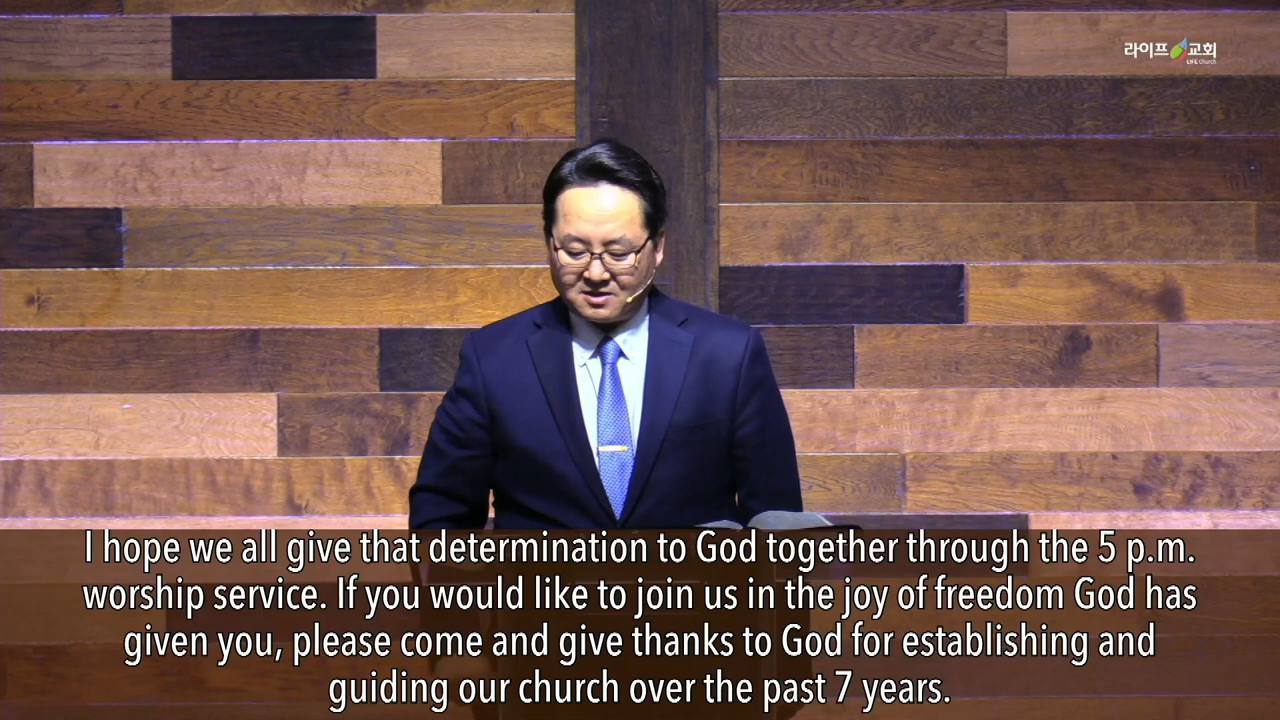 라이프교회
LIFE Church
I hope we all give that determination to God together through the 5 p.m.
worship service. If you would like to join us in the joy of freedom God has
given you, please come and give thanks to God for establishing and
guiding our church over the past 7 years.